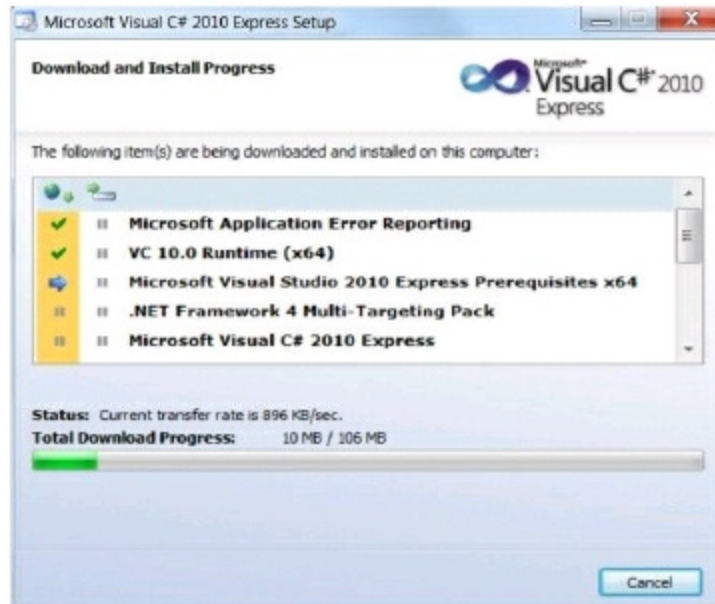 Microsoft Visual C# 2010 Express Setup
Download and Install Progress
Microsoft®
Visual C#® 2010
Express
The following item(s) are being downloaded and installed on this computer:
Microsoft Application Error Reporting
VC 10.0 Runtime (x64)
Microsoft Visual Studio 2010 Express Prerequisites x64
.NET Framework 4 Multi-Targeting Pack
Microsoft Visual C# 2010 Express
Status: Current transfer rate is 896 KB/sec.
Total Download Progress: 10 MB / 106 MB
Cancel